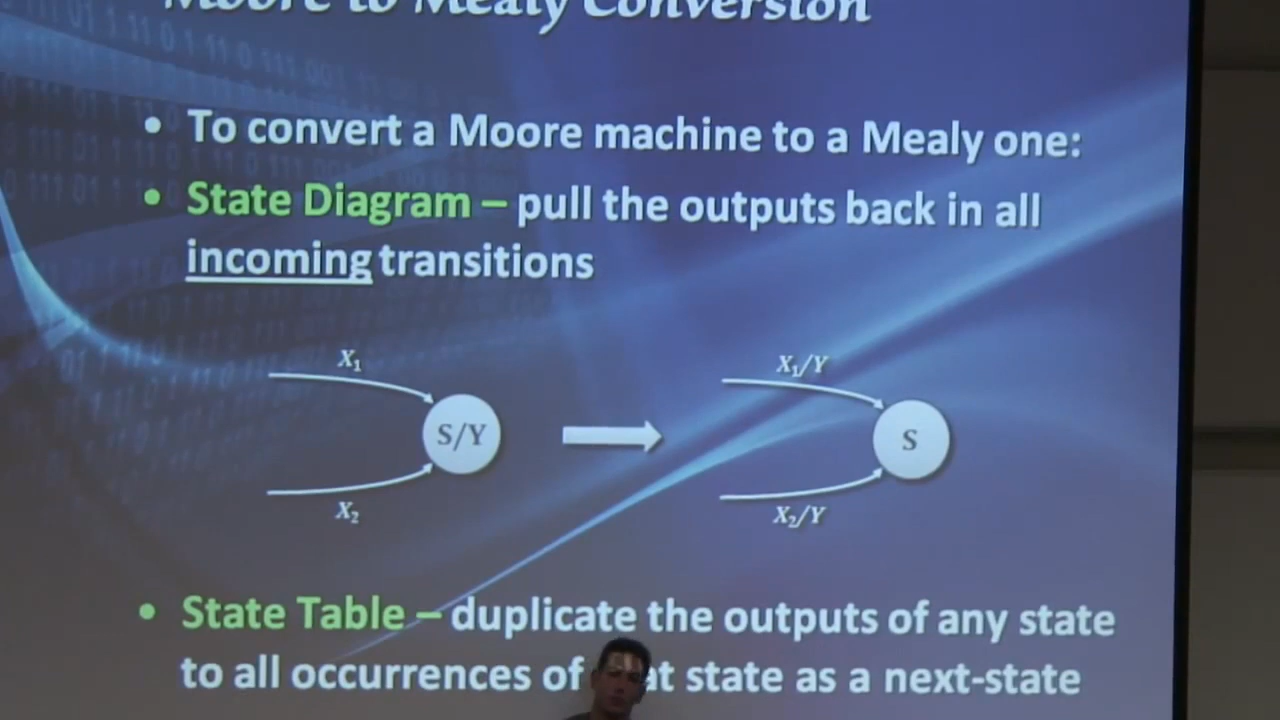 Moore to Mealy Conversion
• To convert a Moore machine to a Mealy one:
• State Diagram – pull the outputs back in all
incoming transitions
X₁
X₁/Y
S/Y
S
X₂
X₂/Y
• State Table – duplicate the outputs of any state
to all occurrences of at state as a next-state